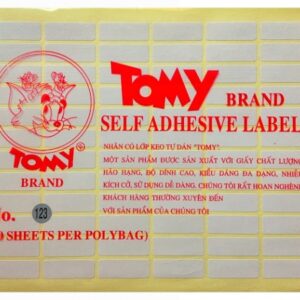 TOMY BRAND
SELF ADHESIVE LABEL
NHÃN CÓ LỚP KEO TỰ DÁN "TOMY".
MỘT SẢN PHẨM ĐƯỢC SẢN XUẤT VỚI GIẤY CHẤT LƯỢNG
HẢO HẠNG, ĐỘ DÍNH CAO, KIỂU DÁNG ĐA DẠNG, NHIỀU
KÍCH CỠ, SỬ DỤNG DỄ DÀNG. CHÚNG TÔI RẤT HOAN NGHÊNH
KHÁCH HÀNG THƯỜNG XUYÊN ĐẾN
VỚI SẢN PHẨM CỦA CHÚNG TÔI
TOMY ®
BRAND
No. 123
0 SHEETS PER POLYBAG)